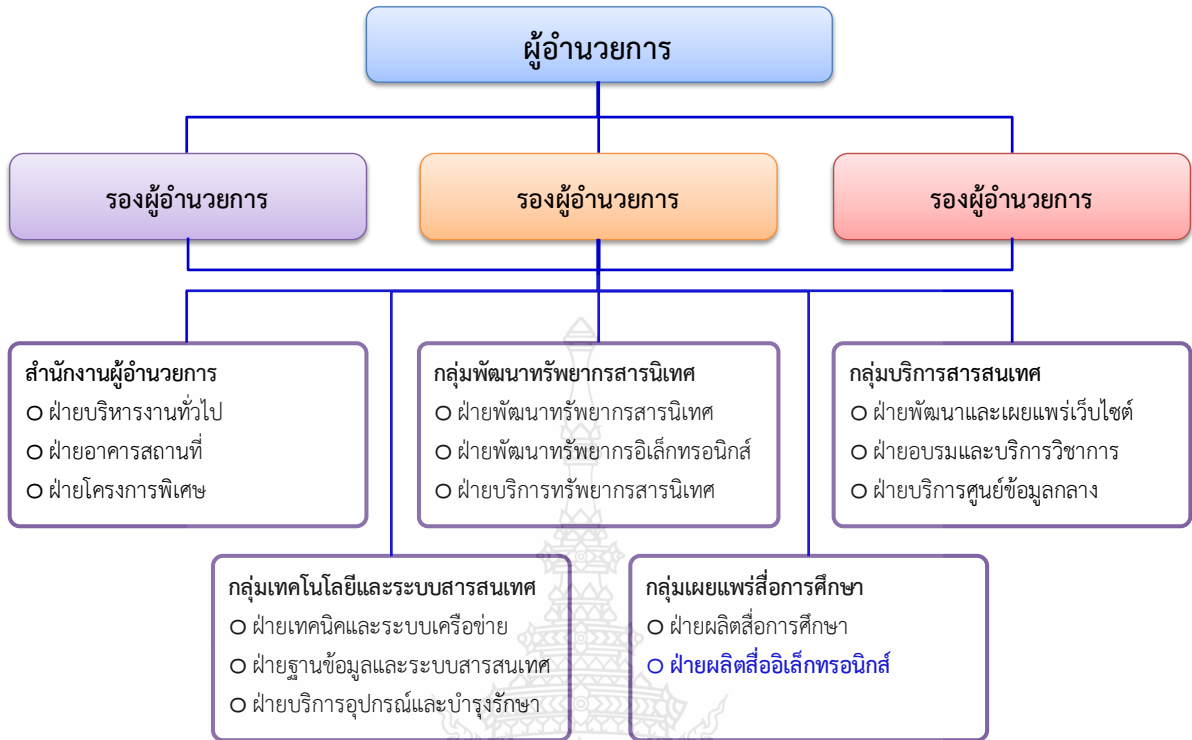 ผู้อำนวยการ
รองผู้อำนวยการ
รองผู้อำนวยการ
รองผู้อำนวยการ
สำนักงานผู้อำนวยการ
ฝ่ายบริหารงานทั่วไป
ฝ่ายอาคารสถานที่
ฝ่ายโครงการพิเศษ
กลุ่มพัฒนาทรัพยากรสารนิเทศ
ฝ่ายพัฒนาทรัพยากรสารนิเทศ
ฝ่ายพัฒนาทรัพยากรอิเล็กทรอนิกส์
ฝ่ายบริการทรัพยากรสารนิเทศ
กลุ่มบริการสารสนเทศ
ฝ่ายพัฒนาและเผยแพร่เว็บไซต์
ฝ่ายอบรมและบริการวิชาการ
ฝ่ายบริการศูนย์ข้อมูลกลาง
กลุ่มเทคโนโลยีและระบบสารสนเทศ
ฝ่ายเทคนิคและระบบเครือข่าย
ฝ่ายฐานข้อมูลและระบบสารสนเทศ
ฝ่ายบริการอุปกรณ์และบำรุงรักษา
กลุ่มเผยแพร่สื่อการศึกษา
ฝ่ายผลิตสื่อการศึกษา
ฝ่ายผลิตสื่ออิเล็กทรอนิกส์